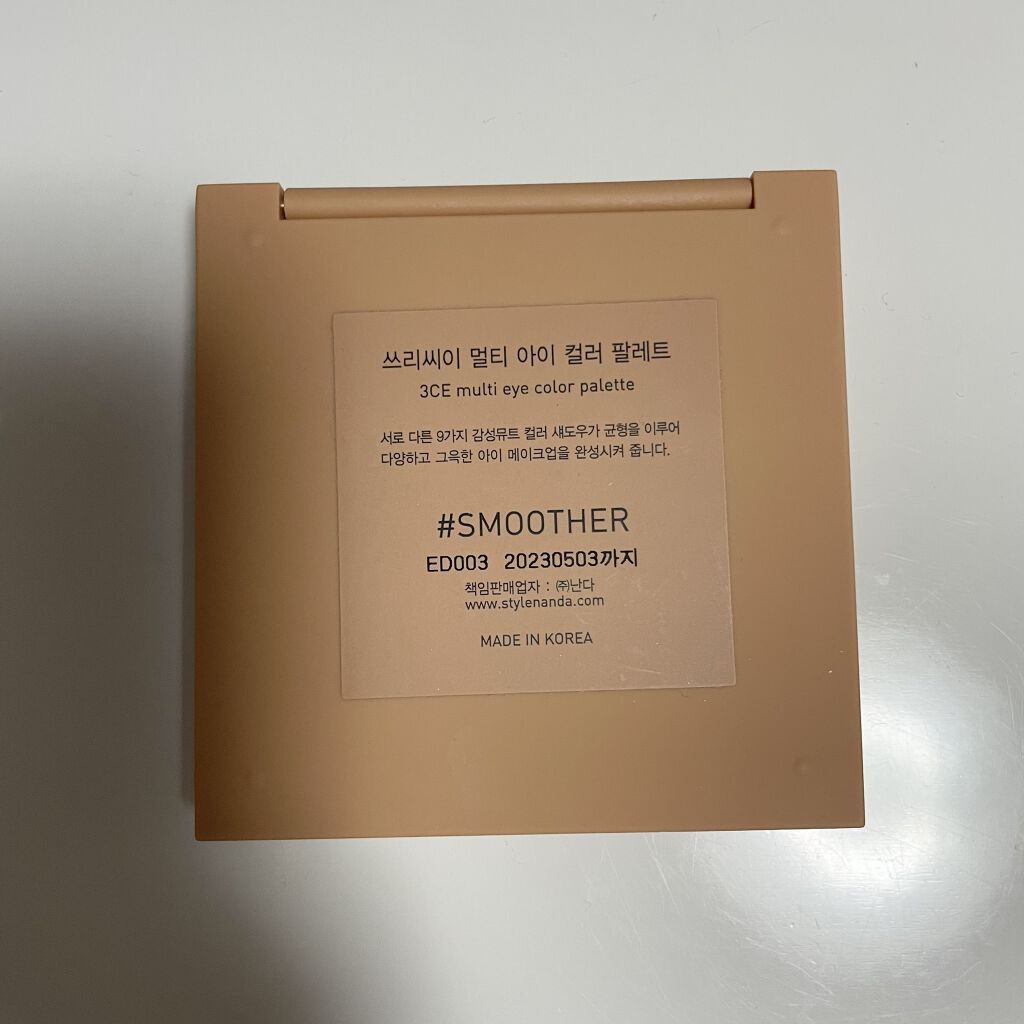 쓰리씨이 멀티 아이 컬러 팔레트
3CE multi eye color palette
서로 다른 9가지 감성뮤트 컬러 섀도우가 균형을 이루어
다양하고 그윽한 아이 메이크업을 완성시켜 줍니다.
#SMOOTHER
ED003 20230503까지
책임판매업자 : ㈜난다
www.stylenanda.com
MADE IN KOREA